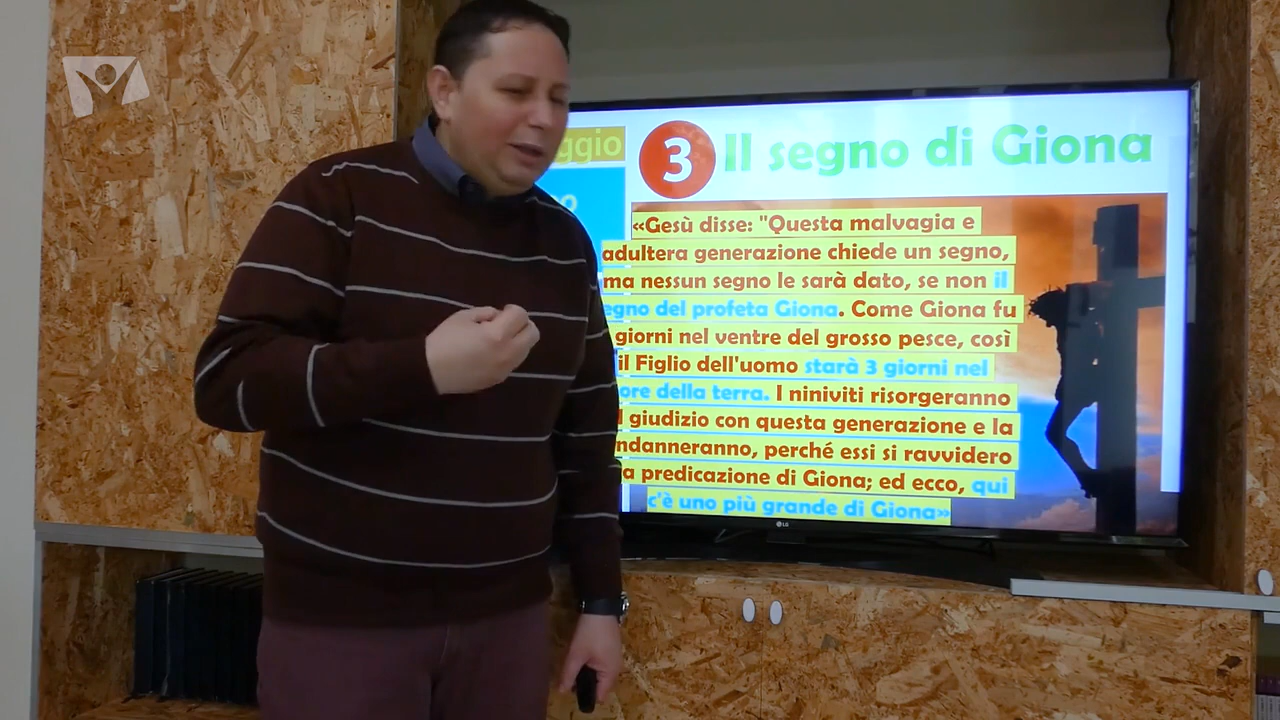 3 Il segno di Giona
«Gesù disse: "Questa malvagia e
adultera generazione chiede un segno,
ma nessun segno le sarà dato, se non il
egno del profeta Giona. Come Giona fu
giorni nel ventre del grosso pesce, così
il Figlio dell'uomo starà 3 giorni nel
ore della terra. I niniviti risorgeranno
giudizio con questa generazione e la
ndanneranno, perché essi si ravvidero
a predicazione di Giona; ed ecco, qui
c'è uno più grande di Giona»
LG